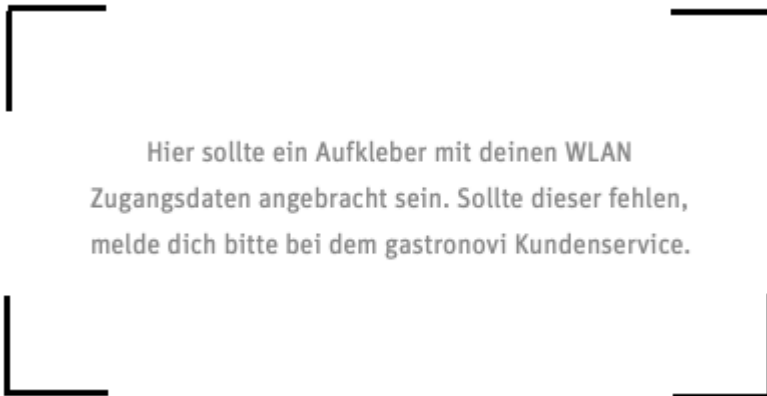 Hier sollte ein Aufkleber mit deinen WLAN
Zugangsdaten angebracht sein. Sollte dieser fehlen,
melde dich bitte bei dem gastronovi Kundenservice.